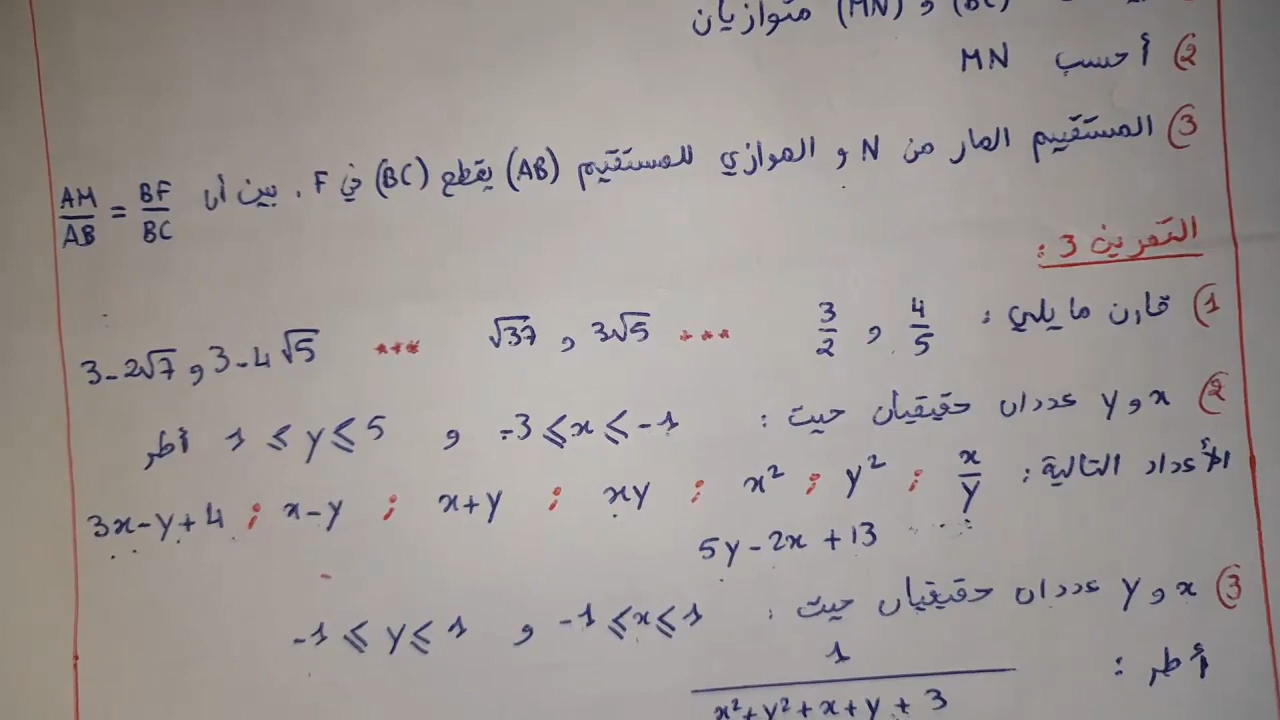 (BC) و (MN) متوازيان
2) أحسب MN
3) المستقيم المار من N و الموازي للمستقيم (AB) يقطع (BC) في F . بين أن AM/AB = BF/BC
التمرين 3 :
1) قارن ما يلي : 4/5 و 3/2 *** 3√5 و √37 *** 3-4√5 و 3-2√7
2) x و y عددان حقيقيان حيت : -3 ⩽ x ⩽ -1 و 1 ⩽ y ⩽ 5 أطر
الأعداد التالية : x/y ; y² ; x² ; xy ; x+y ; x-y ; 3x-y+4
5y-2x+13
3) x و y عددان حقيقيان حيت : -1 ⩽ x ⩽ 1 و -1 ⩽ y ⩽ 1
أطر : 1/(x²+y²+x+y+3)